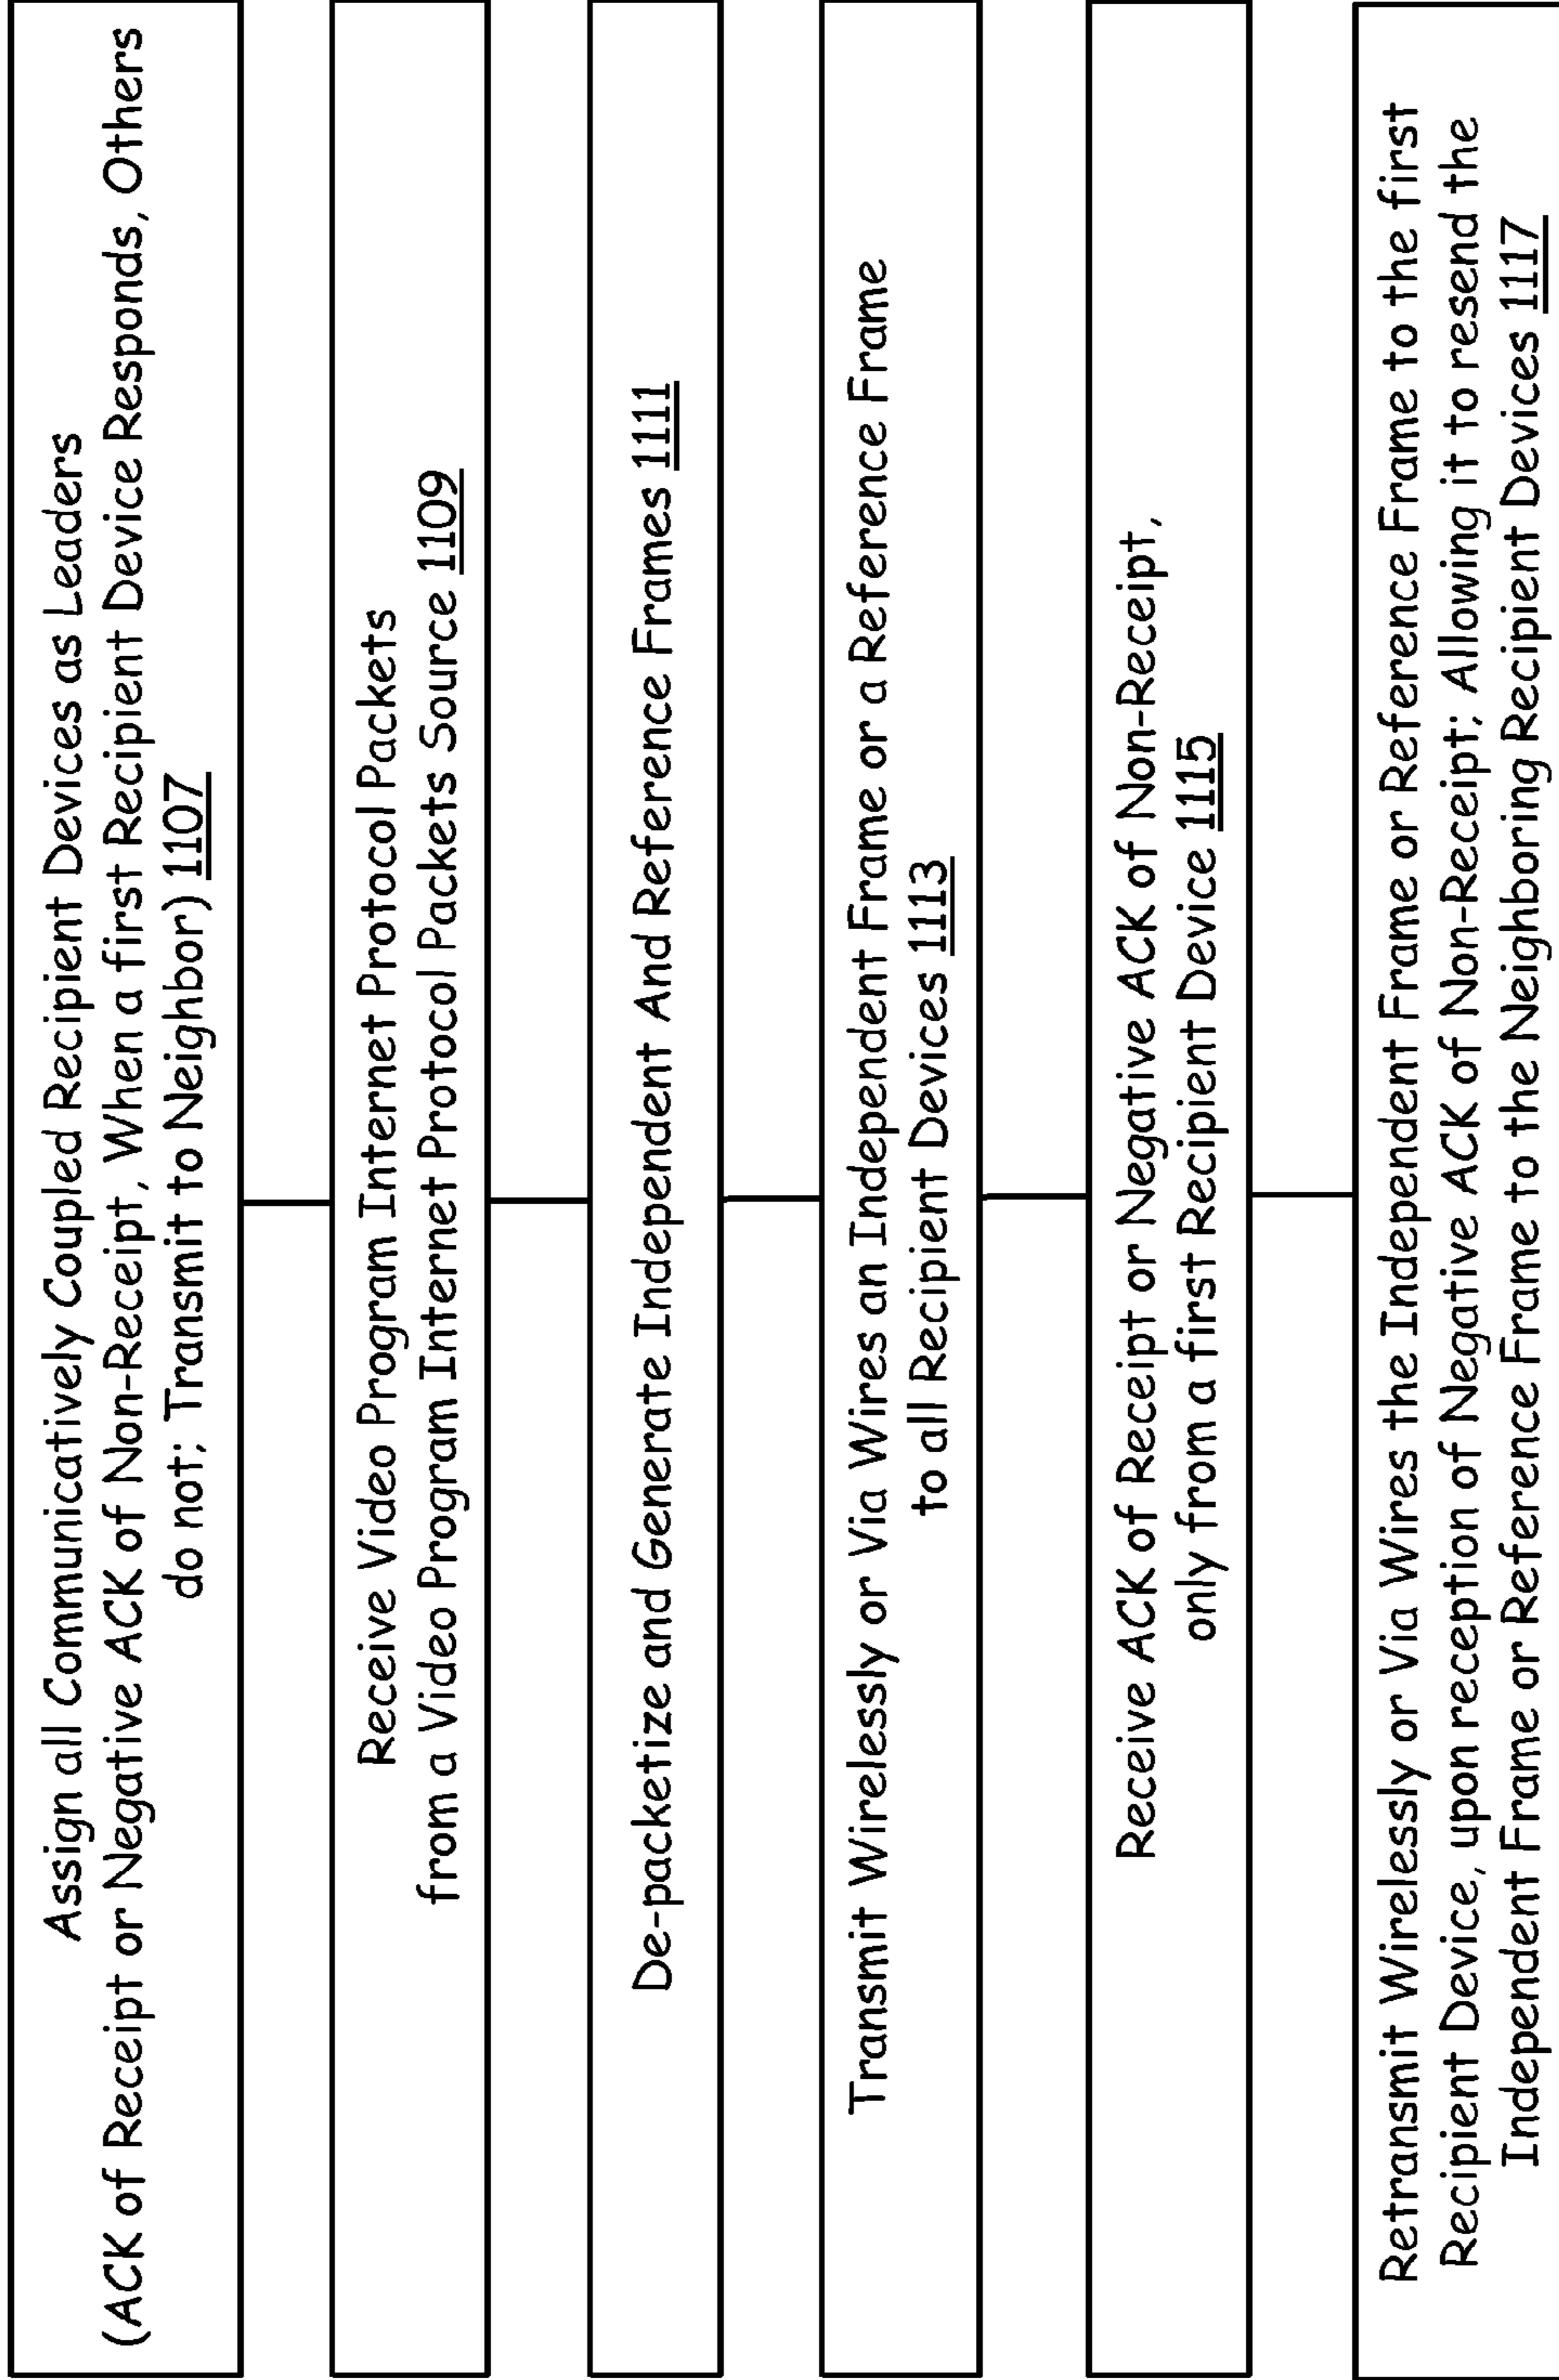 Assign all Communicatively Coupled Recipient Devices as Leaders
(ACK of Receipt or Negative ACK of Non-Receipt, When a first Recipient Device Responds, Others
do not; Transmit to Neighbor) 1107
Receive Video Program Internet Protocol Packets
from a Video Program Internet Protocol Packets Source 1109
De-packetize and Generate Independent And Reference Frames 1111
Transmit Wirelessly or Via Wires an Independent Frame or a Reference Frame
to all Recipient Devices 1113
Receive ACK of Receipt or Negative ACK of Non-Receipt,
only from a first Recipient Device 1115
Retransmit Wirelessly or Via Wires the Independent Frame or Reference Frame to the first
Recipient Device, upon reception of Negative ACK of Non-Receipt; Allowing it to resend the
Independent Frame or Reference Frame to the Neighboring Recipient Devices 1117